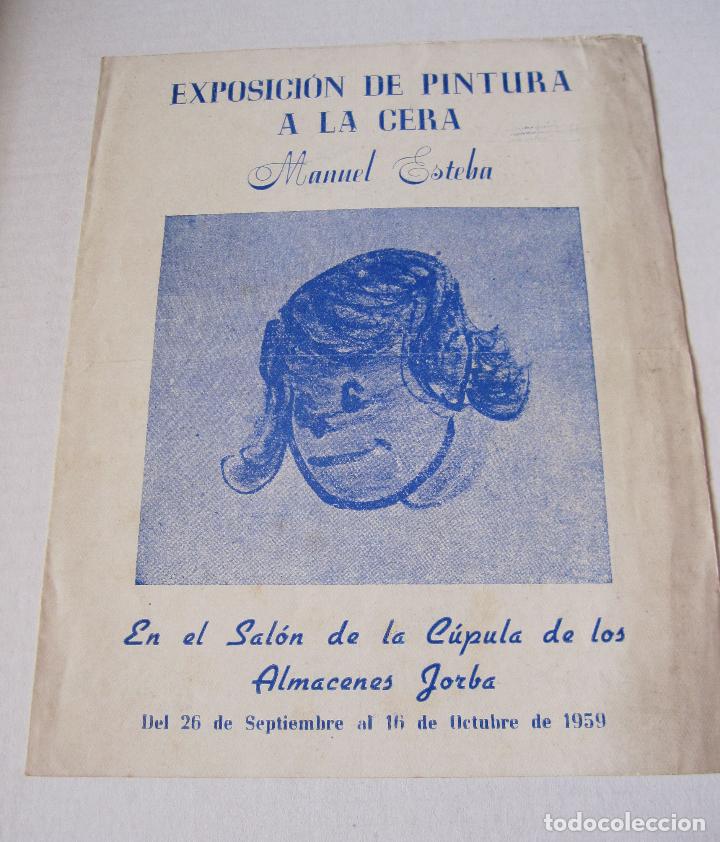 EXPOSICIÓN DE PINTURA
A LA CERA
Manuel Esteba
En el Salón de la Cúpula de los
Almacenes Jorba
Del 26 de Septiembre al 16 de Octubre de 1959
todocoleccion